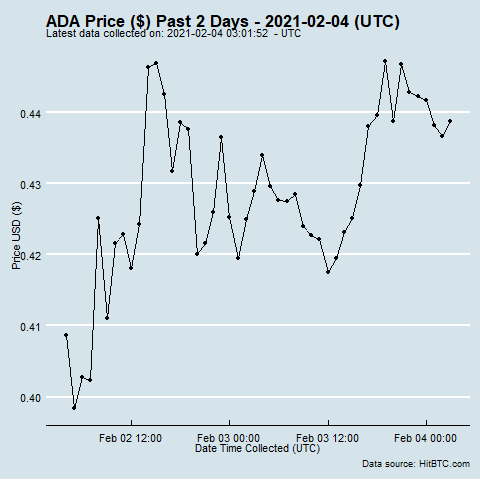 ADA Price ($) Past 2 Days - 2021-02-04 (UTC)
Latest data collected on: 2021-02-04 03:01:52 - UTC
0.44
0.43
0.42
0.41
0.40
Price USD ($)
Feb 02 12:00 Feb 03 00:00 Feb 03 12:00 Feb 04 00:00
Date Time Collected (UTC)
Data source: HitBTC.com